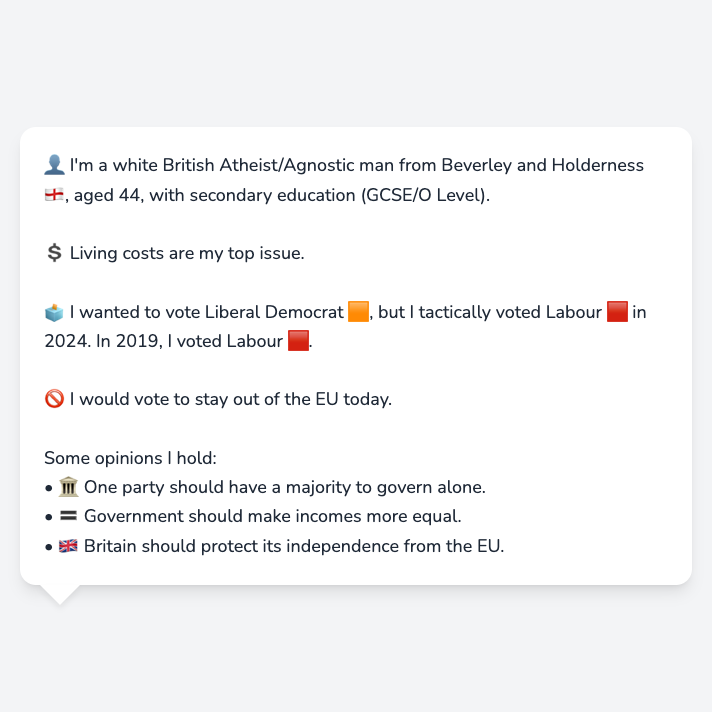 👤 I'm a white British Atheist/Agnostic man from Beverley and Holderness
🏴󠁧󠁢󠁥󠁮󠁧󠁿, aged 44, with secondary education (GCSE/O Level).
💲 Living costs are my top issue.
🗳️ I wanted to vote Liberal Democrat 🟧, but I tactically voted Labour 🟥 in
2024. In 2019, I voted Labour 🟥.
🚫 I would vote to stay out of the EU today.
Some opinions I hold:
• 🏛️ One party should have a majority to govern alone.
• 🟰 Government should make incomes more equal.
• 🇬🇧 Britain should protect its independence from the EU.